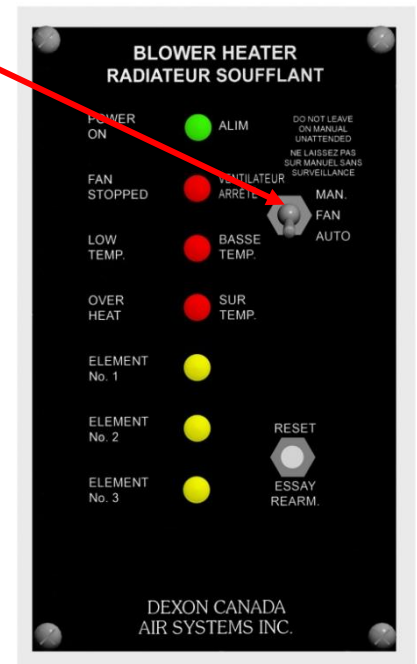 BLOWER HEATER
RADIATEUR SOUFFLANT
POWER
ON
ALIM
DO NOT LEAVE
ON MANUAL
UNATTENDED
NE LAISSEZ PAS
SUR MANUEL SANS
SURVEILLANCE
FAN
STOPPED
VENTILATEUR
ARRÊTÉ
MAN.
FAN
AUTO
LOW
TEMP.
BASSE
TEMP.
OVER
HEAT
SUR
TEMP.
ELEMENT
No. 1
ELEMENT
No. 2
RESET
ELEMENT
No. 3
ESSAY
REARM.
DEXON CANADA
AIR SYSTEMS INC.